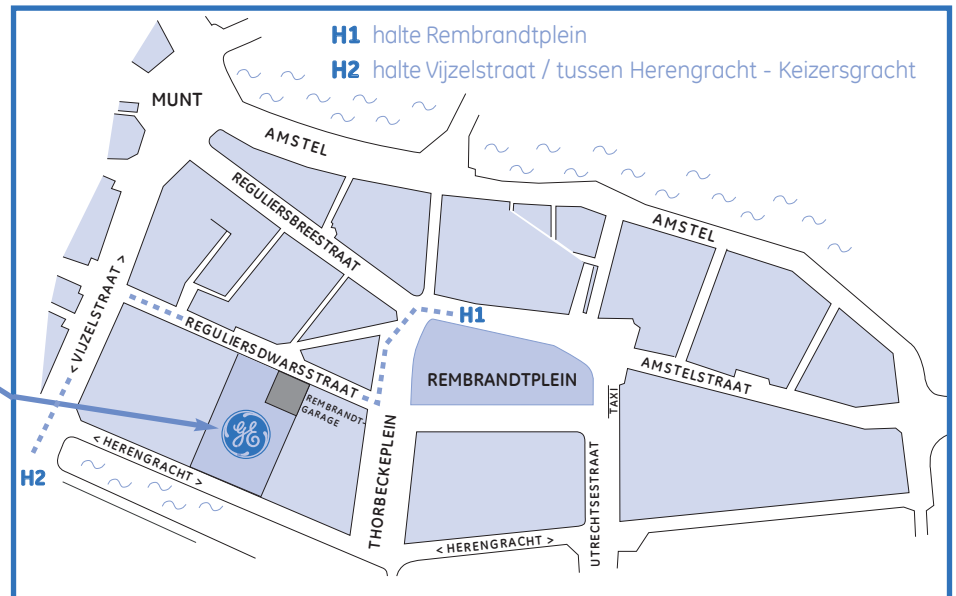 H1 halte Rembrandtplein
H2 halte Vijzelstraat / tussen Herengracht - Keizersgracht
MUNT
AMSTEL
REGULIERSBREESTRAAT
AMSTEL
< VIJZELSTRAAT >
H1
REGULIERSDWARSSTRAAT
REMBRANDTPLEIN
AMSTELSTRAAT
TAXI
REMBRANDT-
GARAGE
GE
< HERENGRACHT >
H2
THORBECKEPLEIN
UTRECHTSESTRAAT
< HERENGRACHT >